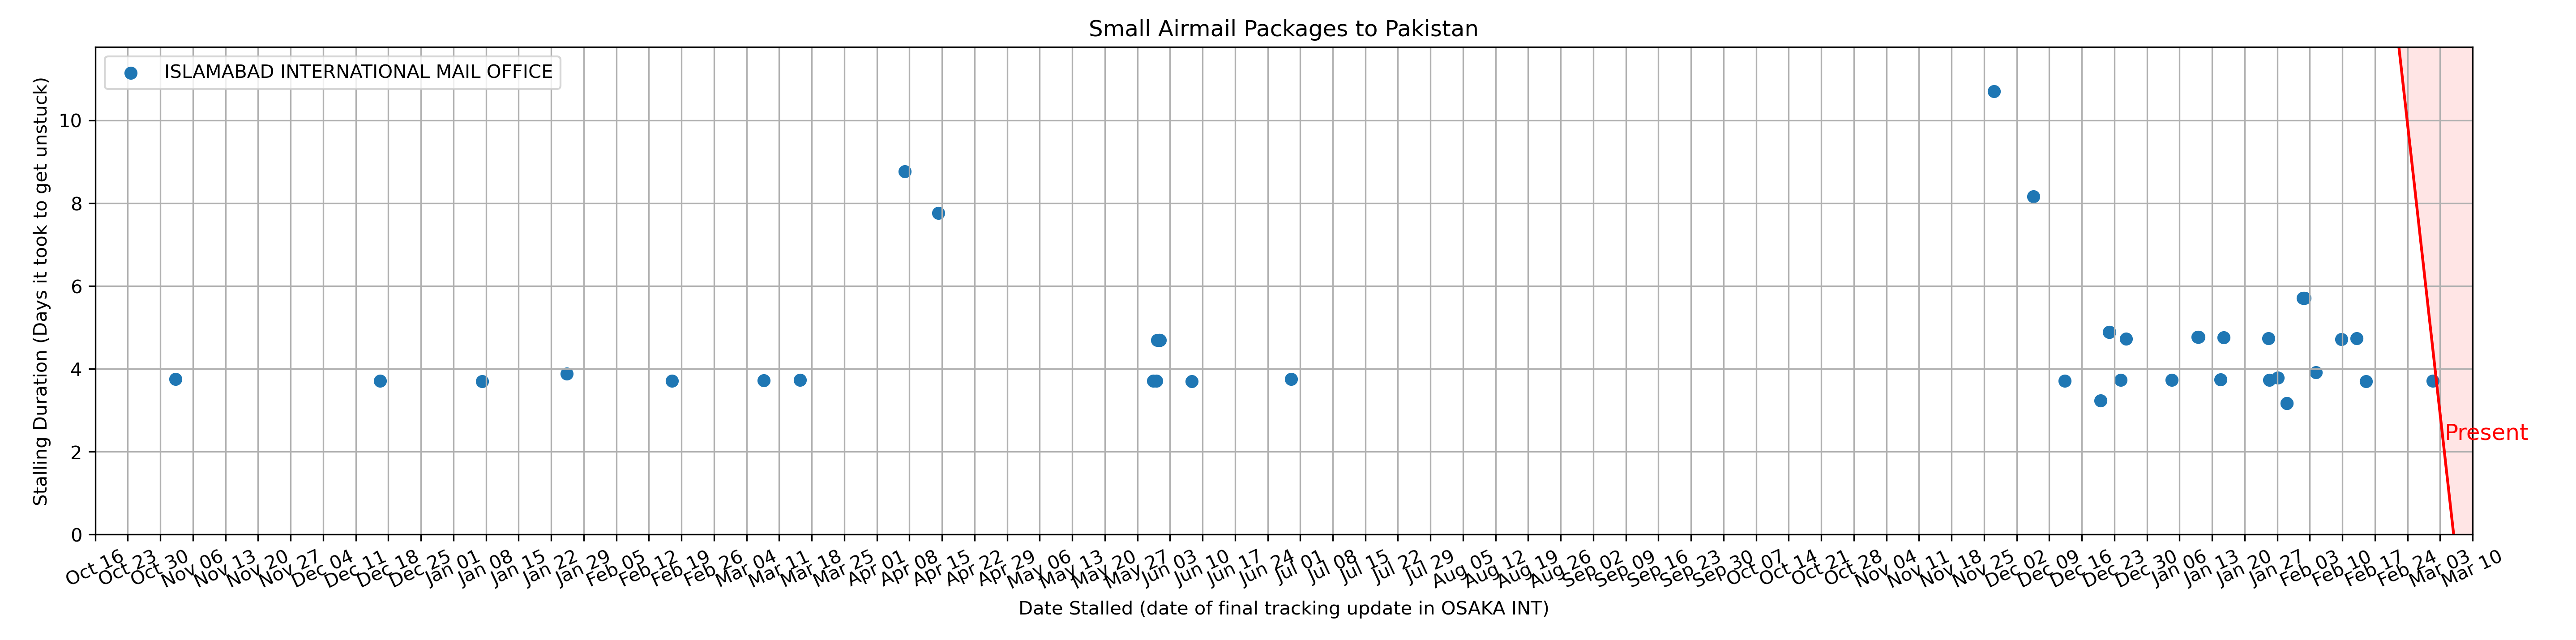 Small Airmail Packages to Pakistan
ISLAMABAD INTERNATIONAL MAIL OFFICE
Stalling Duration (Days it took to get unstuck)
10
8
6
4
2
0
Present
Oct 16 Oct 23 Oct 30 Nov 06 Nov 13 Nov 20 Nov 27 Dec 04 Dec 11 Dec 18 Dec 25 Jan 01 Jan 08 Jan 15 Jan 22 Jan 29 Feb 05 Feb 12 Feb 19 Feb 26 Mar 04 Mar 11 Mar 18 Mar 25 Apr 01 Apr 08 Apr 15 Apr 22 Apr 29 May 06 May 13 May 20 May 27 Jun 03 Jun 10 Jun 17 Jun 24 Jul 01 Jul 08 Jul 15 Jul 22 Jul 29 Aug 05 Aug 12 Aug 19 Aug 26 Sep 02 Sep 09 Sep 16 Sep 23 Sep 30 Oct 07 Oct 14 Oct 21 Oct 28 Nov 04 Nov 11 Nov 18 Nov 25 Dec 02 Dec 09 Dec 16 Dec 23 Dec 30 Jan 06 Jan 13 Jan 20 Jan 27 Feb 03 Feb 10 Feb 17 Feb 24 Mar 03 Mar 10
Date Stalled (date of final tracking update in OSAKA INT)